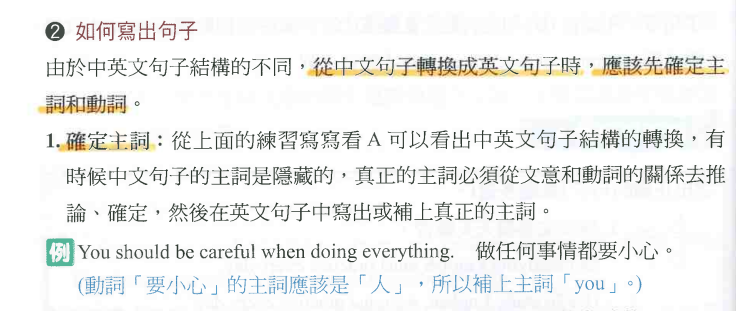 ❷ 如何寫出句子
由於中英文句子結構的不同，從中文句子轉換成英文句子時，應該先確定主
詞和動詞。
1. 確定主詞：從上面的練習寫寫看 A 可以看出中英文句子結構的轉換，有
時候中文句子的主詞是隱藏的，真正的主詞必須從文意和動詞的關係去推
論、確定，然後在英文句子中寫出或補上真正的主詞。
例 You should be careful when doing everything. 做任何事情都要小心。
(動詞「要小心」的主詞應該是「人」，所以補上主詞「you」。)